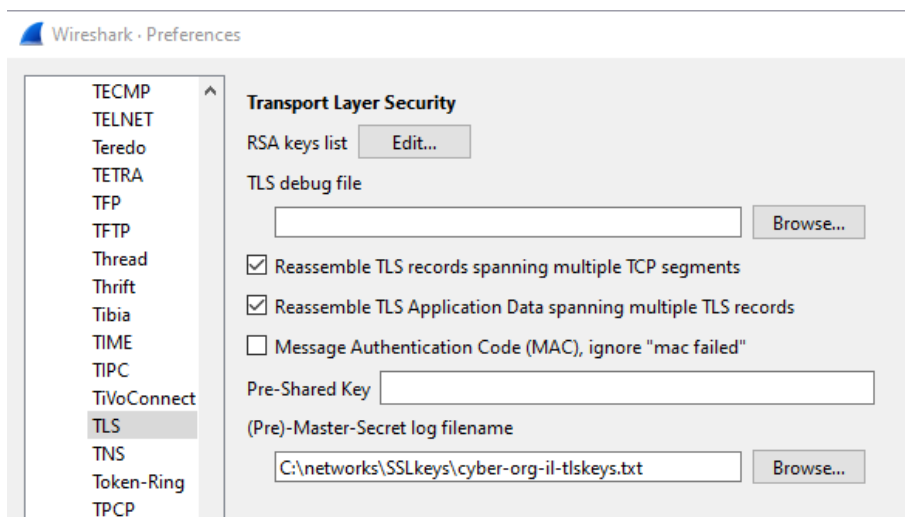 Wireshark · Preferences
TECMP
TELNET
Teredo
TETRA
TFP
TFTP
Thread
Thrift
Tibia
TIME
TIPC
TiVoConnect
TLS
TNS
Token-Ring
TPCP
Transport Layer Security
RSA keys list Edit...
TLS debug file
Browse...
Reassemble TLS records spanning multiple TCP segments
Reassemble TLS Application Data spanning multiple TLS records
Message Authentication Code (MAC), ignore "mac failed"
Pre-Shared Key
(Pre)-Master-Secret log filename
C:\networks\SSLkeys\cyber-org-il-tlskeys.txt Browse...